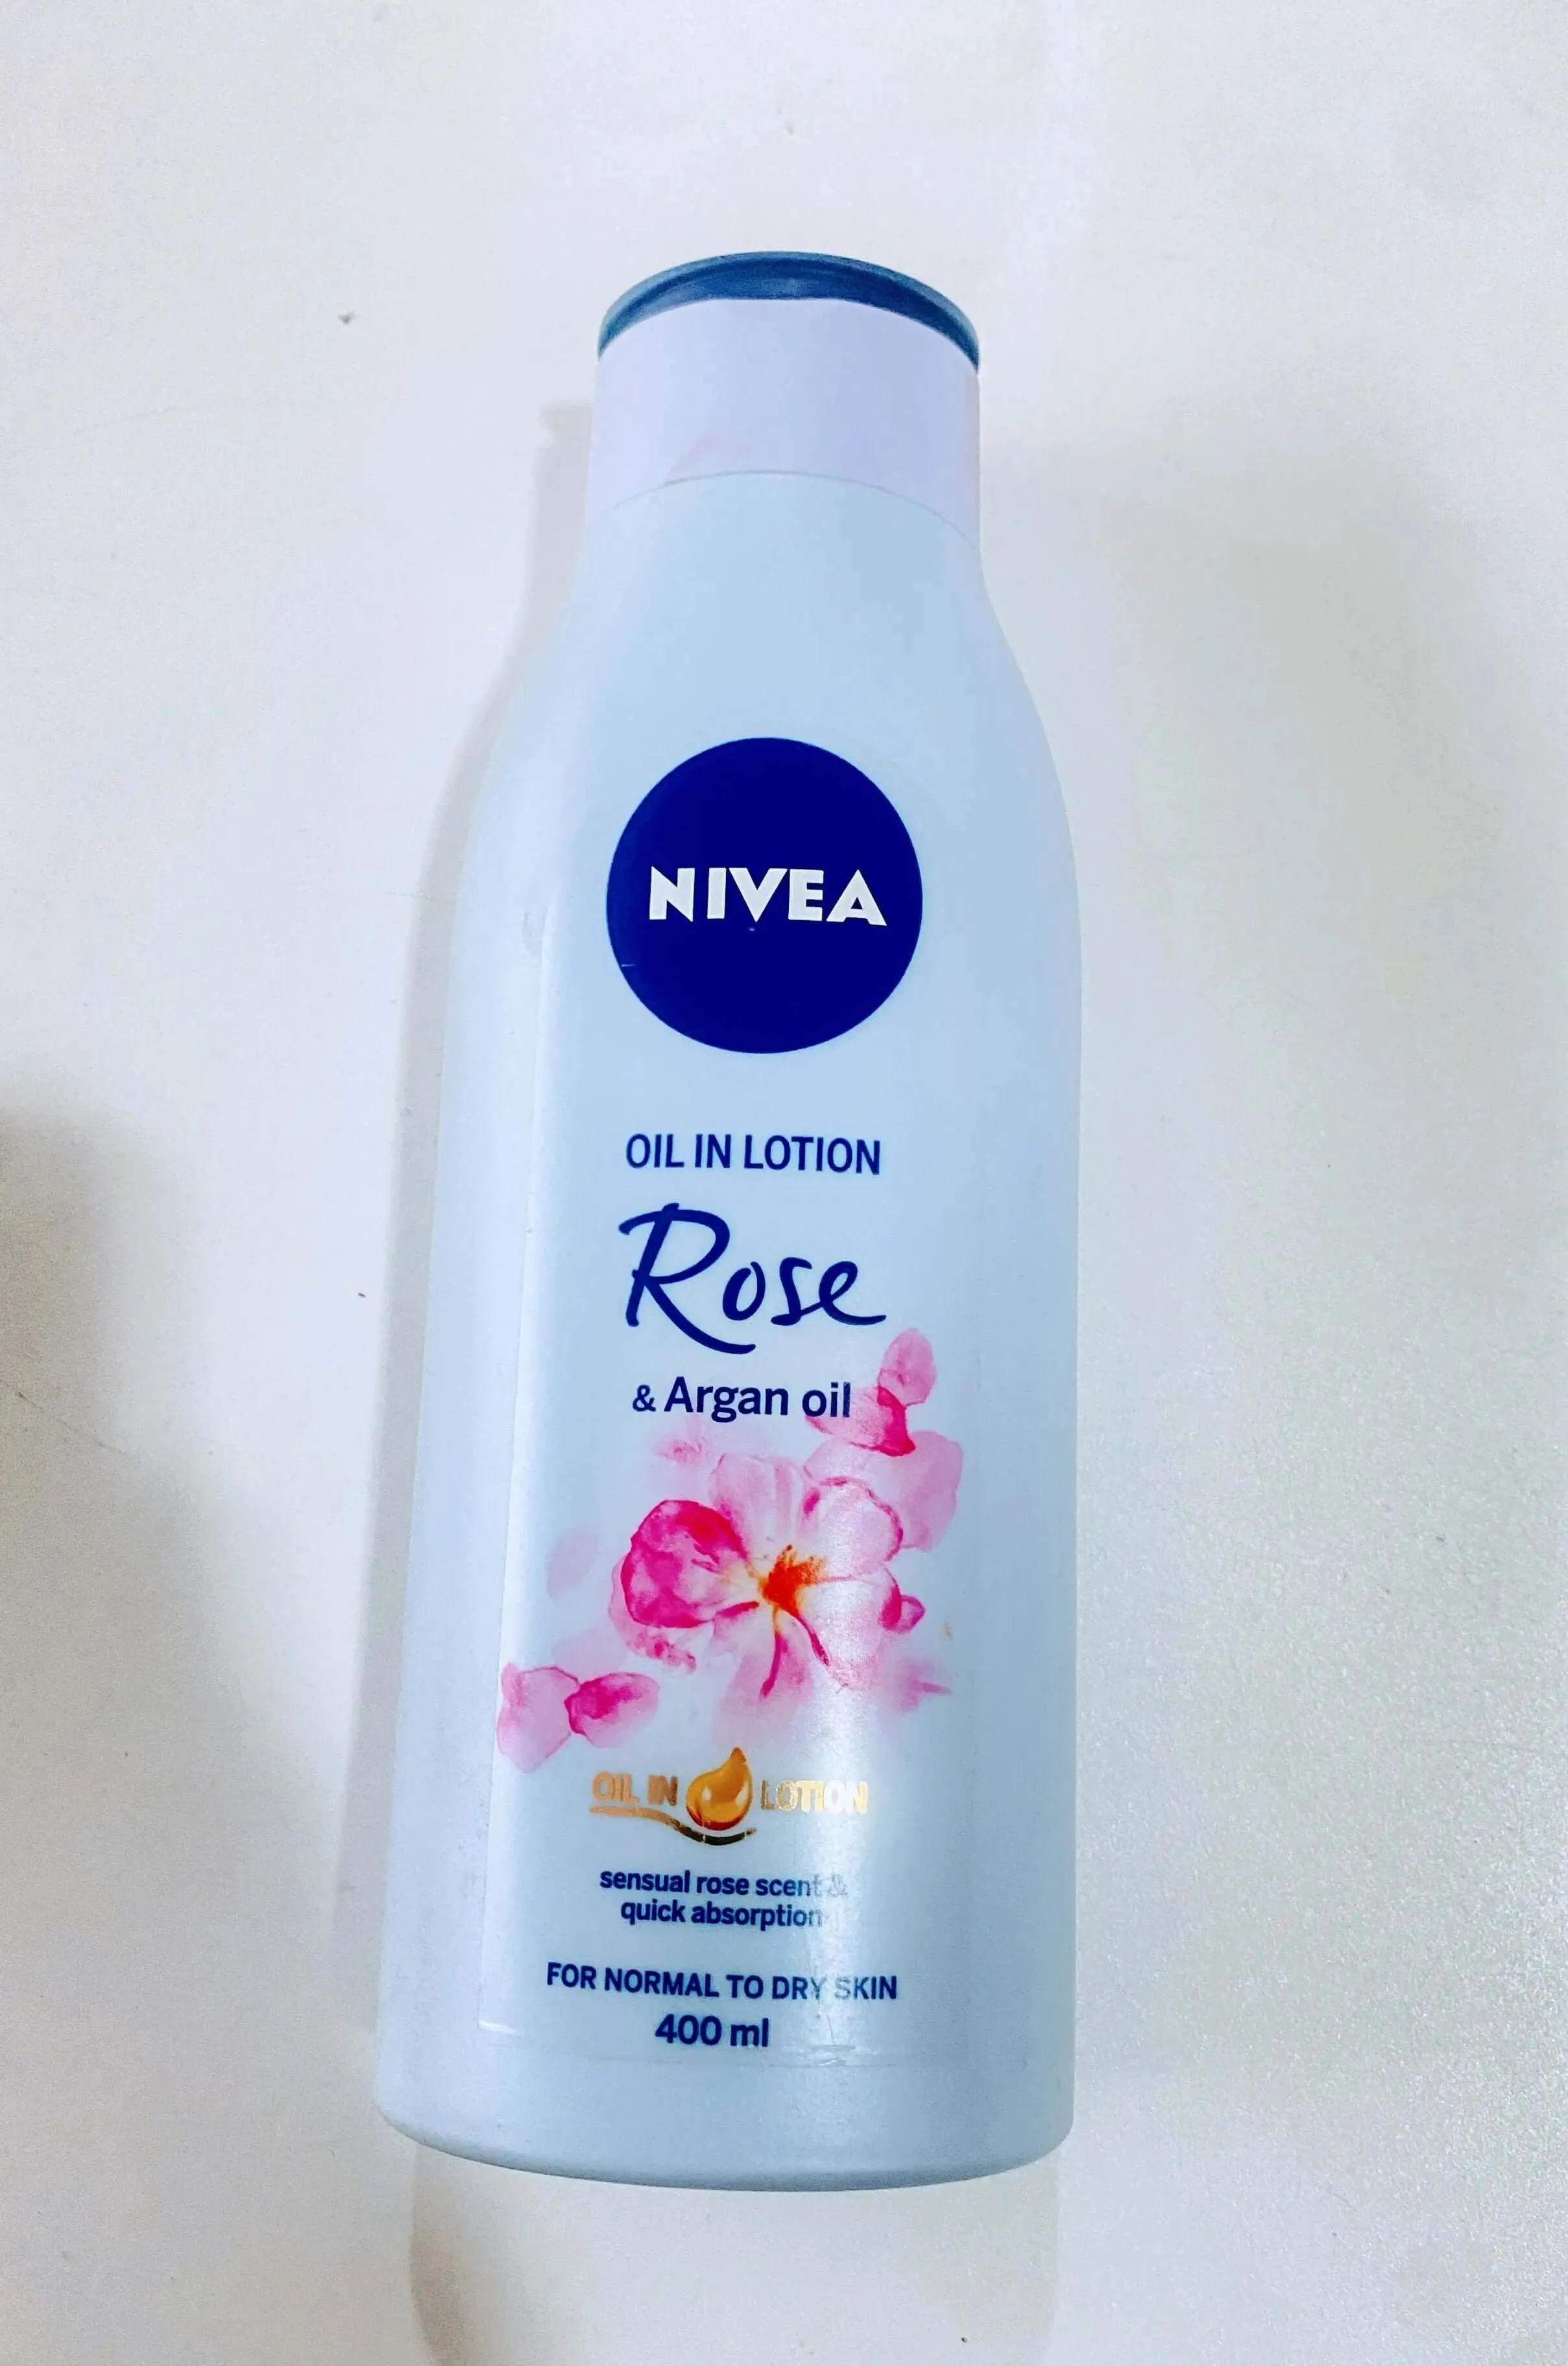 NIVEA
OIL IN LOTION
Rose
& Argan oil
OIL IN LOTION
sensual rose scent &
quick absorption
FOR NORMAL TO DRY SKIN
400 ml